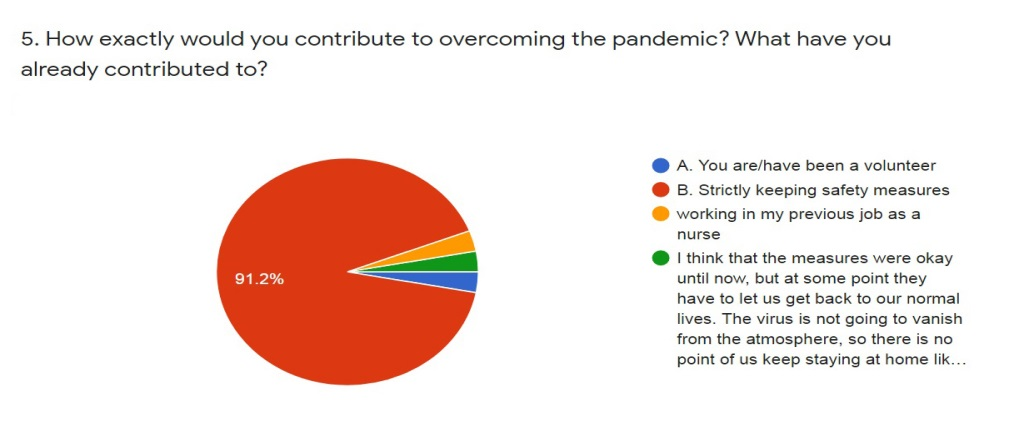 5. How exactly would you contribute to overcoming the pandemic? What have you
already contributed to?
A. You are/have been a volunteer
B. Strictly keeping safety measures
working in my previous job as a
nurse
I think that the measures were okay
until now, but at some point they
have to let us get back to our normal
lives. The virus is not going to vanish
from the atmosphere, so there is no
point of us keep staying at home lik...
91.2%